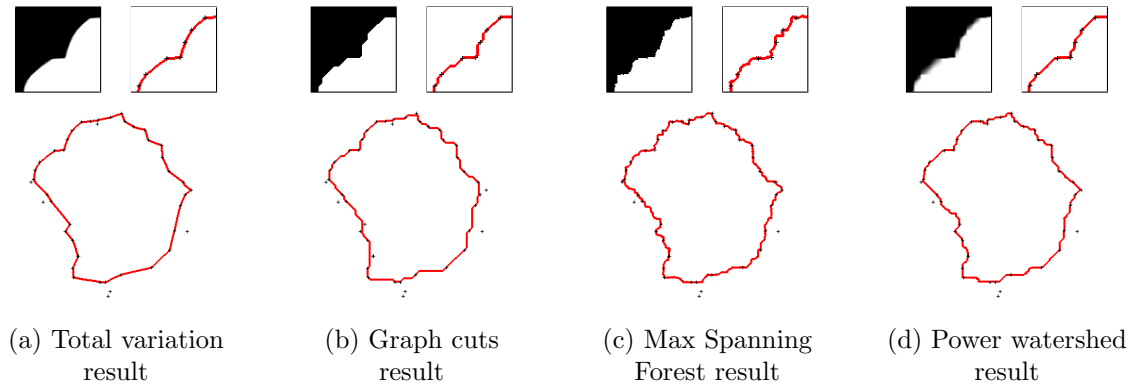 (a) Total variation
result
(b) Graph cuts
result
(c) Max Spanning
Forest result
(d) Power watershed
result